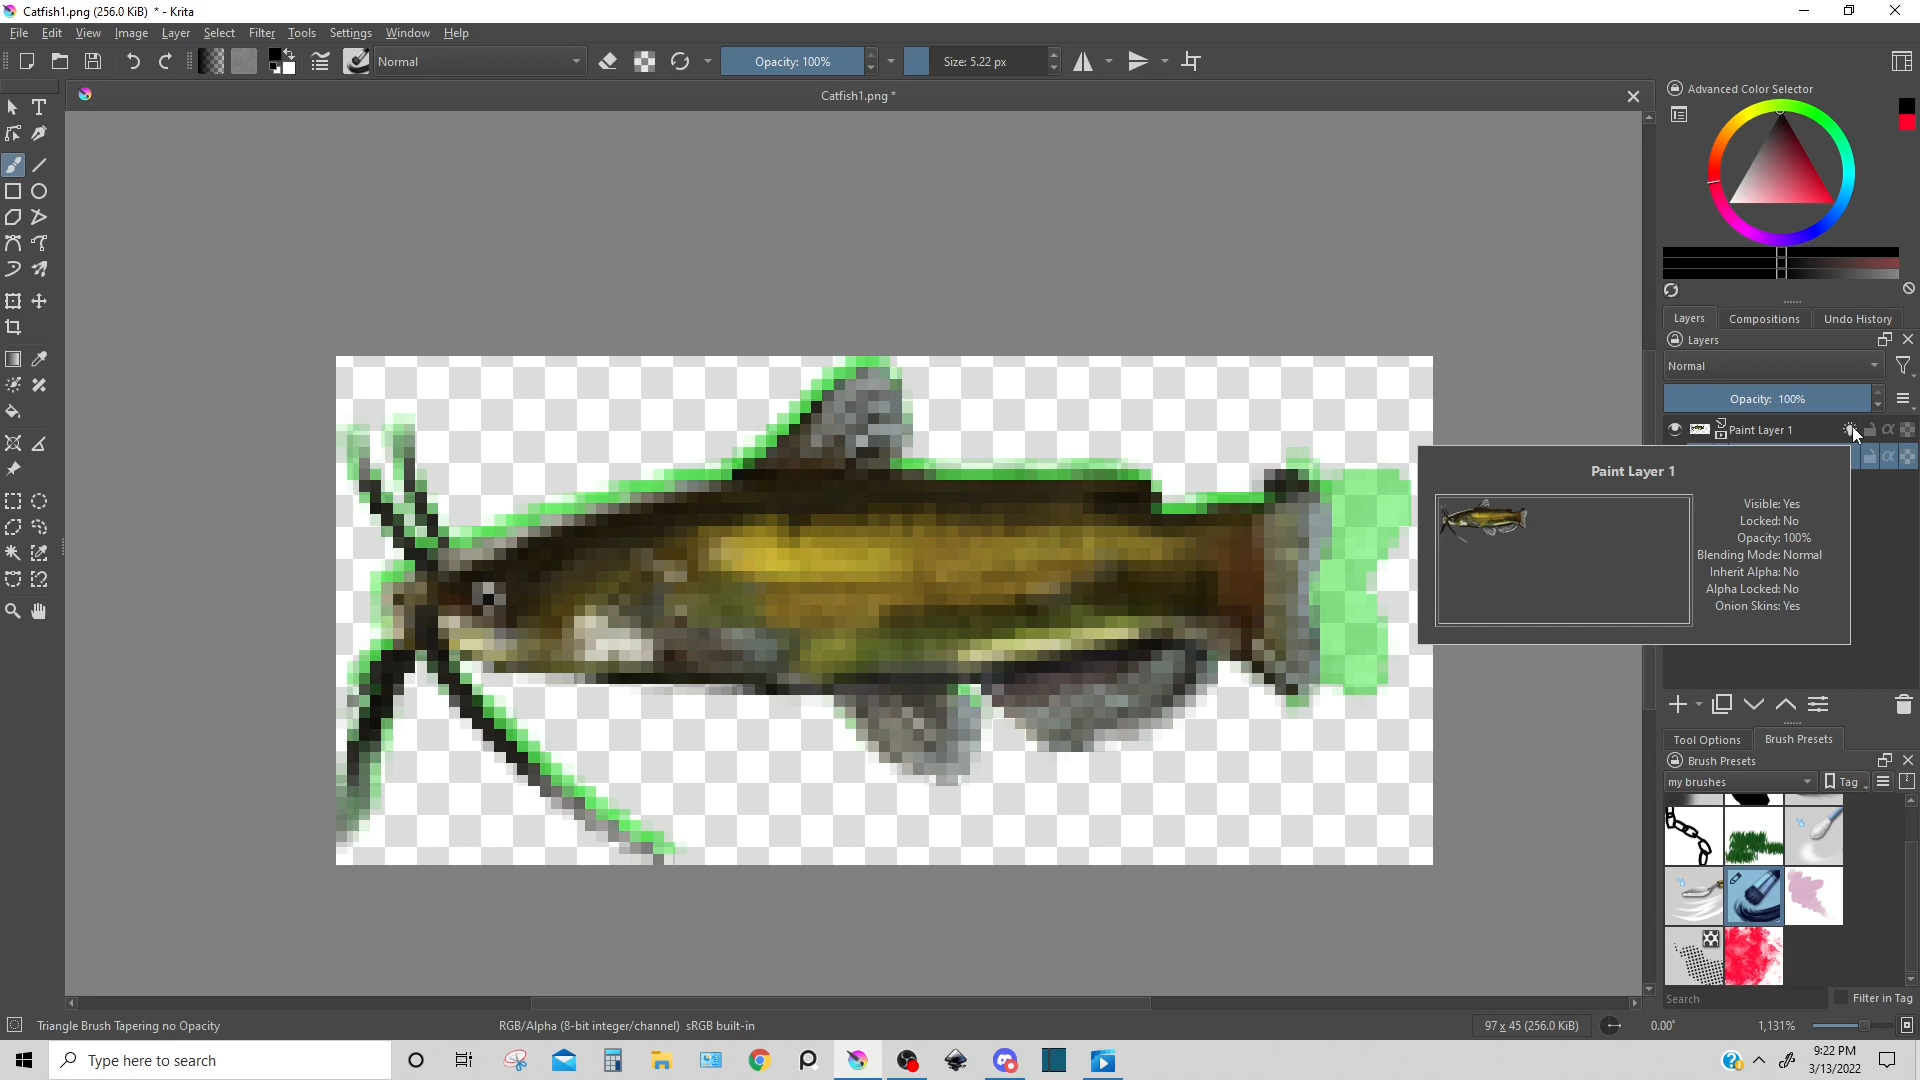 Catfish1.png (256.0 KiB) * - Krita
File Edit View Image Layer Select Filter Tools Settings Window Help
Normal
Opacity: 100%
Size: 5.22 px
Catfish1.png *
Advanced Color Selector
Layers Compositions Undo History
Layers
Normal
Opacity: 100%
Paint Layer 1
Paint Layer 1
Visible: Yes
Locked: No
Opacity: 100%
Blending Mode: Normal
Inherit Alpha: No
Alpha Locked: No
Onion Skins: Yes
Tool Options Brush Presets
Brush Presets
my brushes Tag
Search Filter in Tag
Triangle Brush Tapering no Opacity RGB/Alpha (8-bit integer/channel) sRGB built-in 97 x 45 (256.0 KiB) 0.00° 1,131%
Type here to search
9:22 PM
3/13/2022